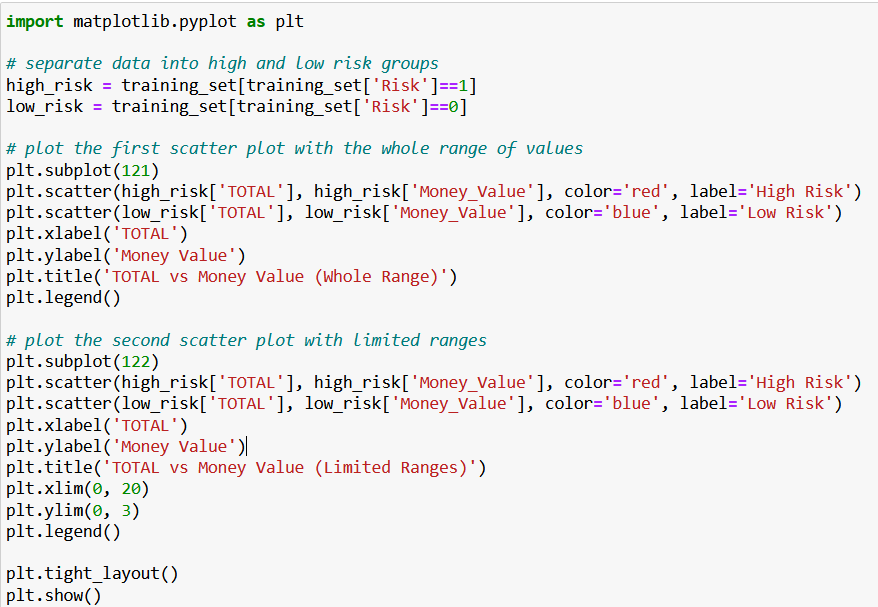 import matplotlib.pyplot as plt

# separate data into high and low risk groups
high_risk = training_set[training_set['Risk']==1]
low_risk = training_set[training_set['Risk']==0]

# plot the first scatter plot with the whole range of values
plt.subplot(121)
plt.scatter(high_risk['TOTAL'], high_risk['Money_Value'], color='red', label='High Risk')
plt.scatter(low_risk['TOTAL'], low_risk['Money_Value'], color='blue', label='Low Risk')
plt.xlabel('TOTAL')
plt.ylabel('Money Value')
plt.title('TOTAL vs Money Value (Whole Range)')
plt.legend()

# plot the second scatter plot with limited ranges
plt.subplot(122)
plt.scatter(high_risk['TOTAL'], high_risk['Money_Value'], color='red', label='High Risk')
plt.scatter(low_risk['TOTAL'], low_risk['Money_Value'], color='blue', label='Low Risk')
plt.xlabel('TOTAL')
plt.ylabel('Money Value')
plt.title('TOTAL vs Money Value (Limited Ranges)')
plt.xlim(0, 20)
plt.ylim(0, 3)
plt.legend()

plt.tight_layout()
plt.show()